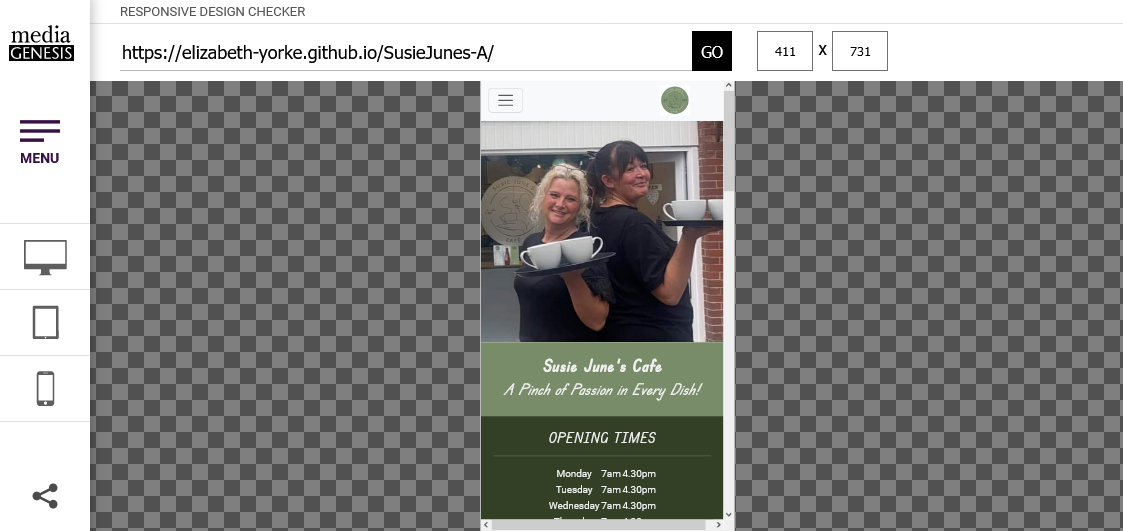 RESPONSIVE DESIGN CHECKER
media
GENESIS
https://elizabeth-yorke.github.io/SusieJunes-A/
GO
411 X 731
MENU
Susie June's Cafe
A Pinch of Passion in Every Dish!
OPENING TIMES
Monday 7am 4.30pm
Tuesday 7am 4.30pm
Wednesday 7am 4.30pm